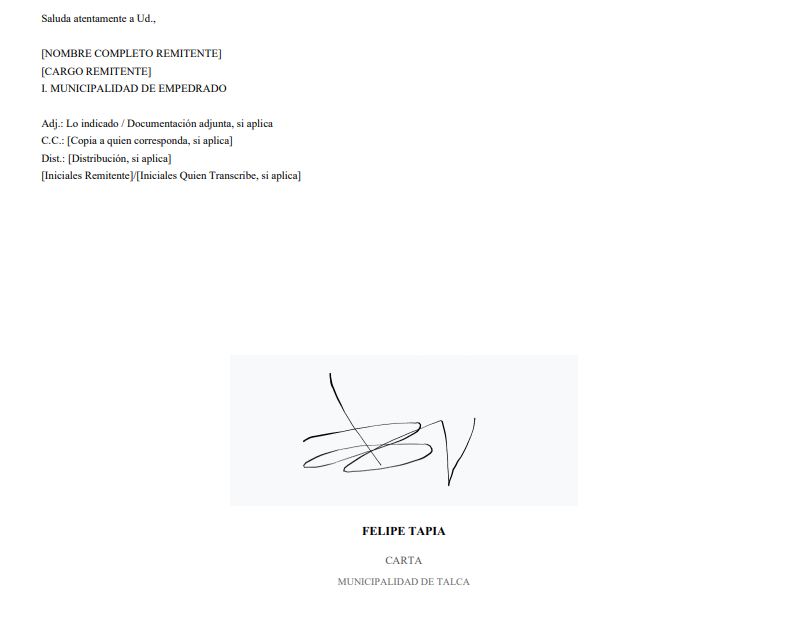 Saluda atentamente a Ud.,
[NOMBRE COMPLETO REMITENTE]
[CARGO REMITENTE]
I. MUNICIPALIDAD DE EMPEDRADO
Adj.: Lo indicado / Documentación adjunta, si aplica
C.C.: [Copia a quien corresponda, si aplica]
Dist.: [Distribución, si aplica]
[Iniciales Remitente]/[Iniciales Quien Transcribe, si aplica]
FELIPE TAPIA
CARTA
MUNICIPALIDAD DE TALCA